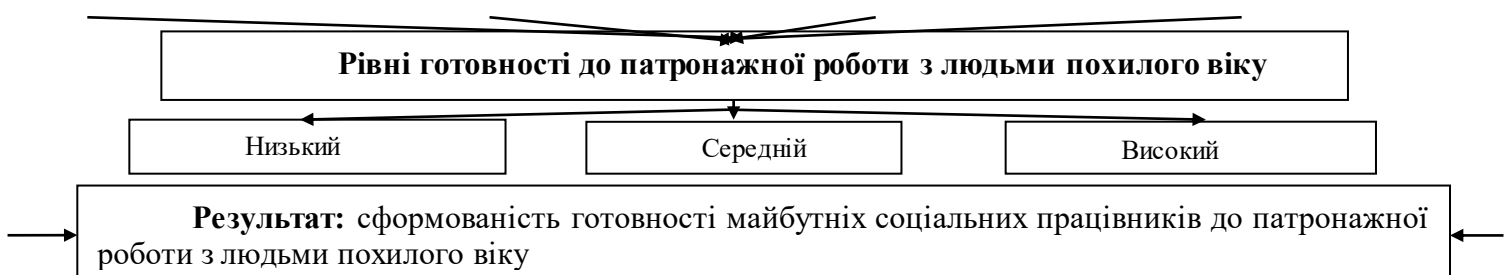 Рівні готовності до патронажної роботи з людьми похилого віку
Низький
Середній
Високий
Результат: сформованість готовності майбутніх соціальних працівників до патронажної
роботи з людьми похилого віку